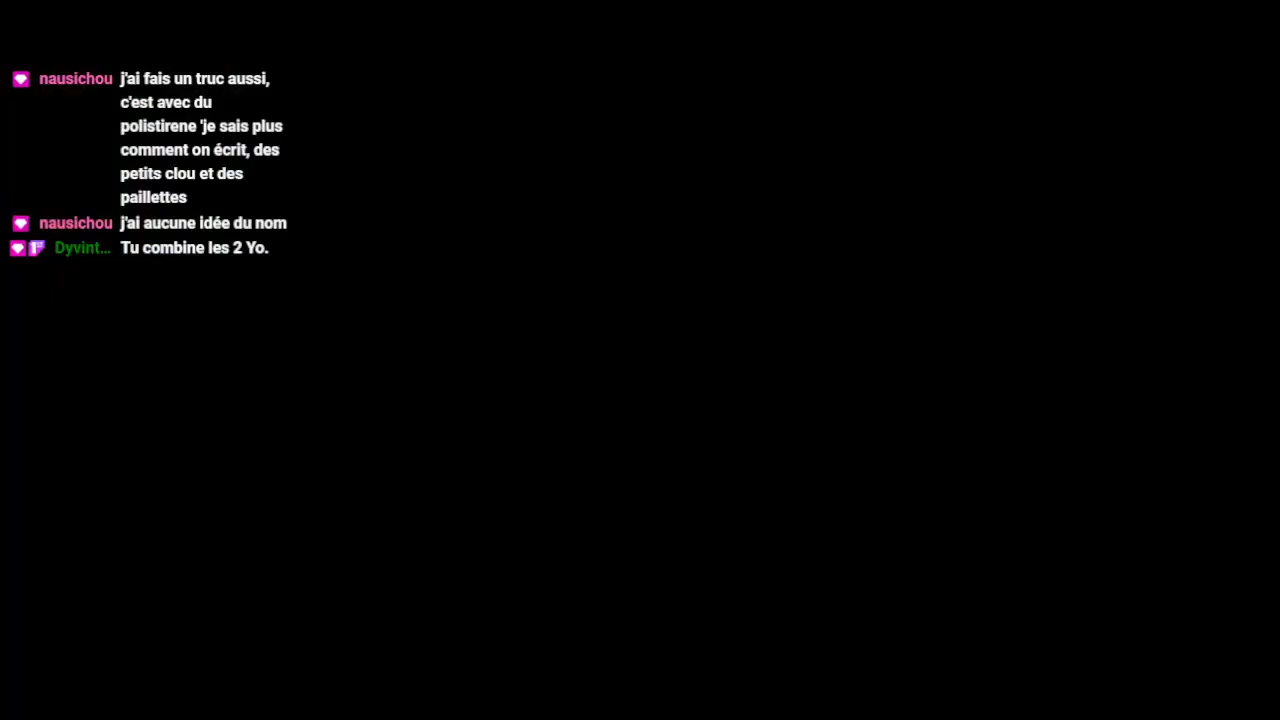 nausichou j'ai fais un truc aussi,
c'est avec du
polistirene 'je sais plus
comment on écrit, des
petits clou et des
paillettes
nausichou j'ai aucune idée du nom
Dyvint... Tu combine les 2 Yo.